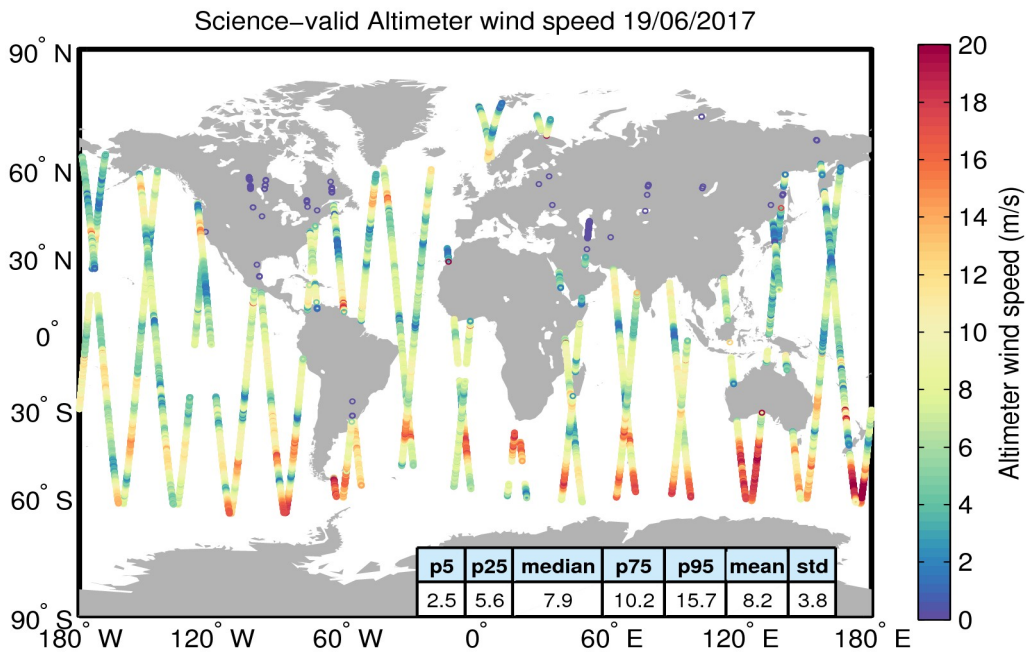 Science−valid Altimeter wind speed 19/06/2017
90° N
60° N
30° N
0°
30° S
60° S
90° S
180° W
120° W
60° W
0°
60° E
120° E
180° E
p5 p25 median p75 p95 mean std
2.5 5.6 7.9 10.2 15.7 8.2 3.8
20
18
16
14
12
10
8
6
4
2
0
Altimeter wind speed (m/s)